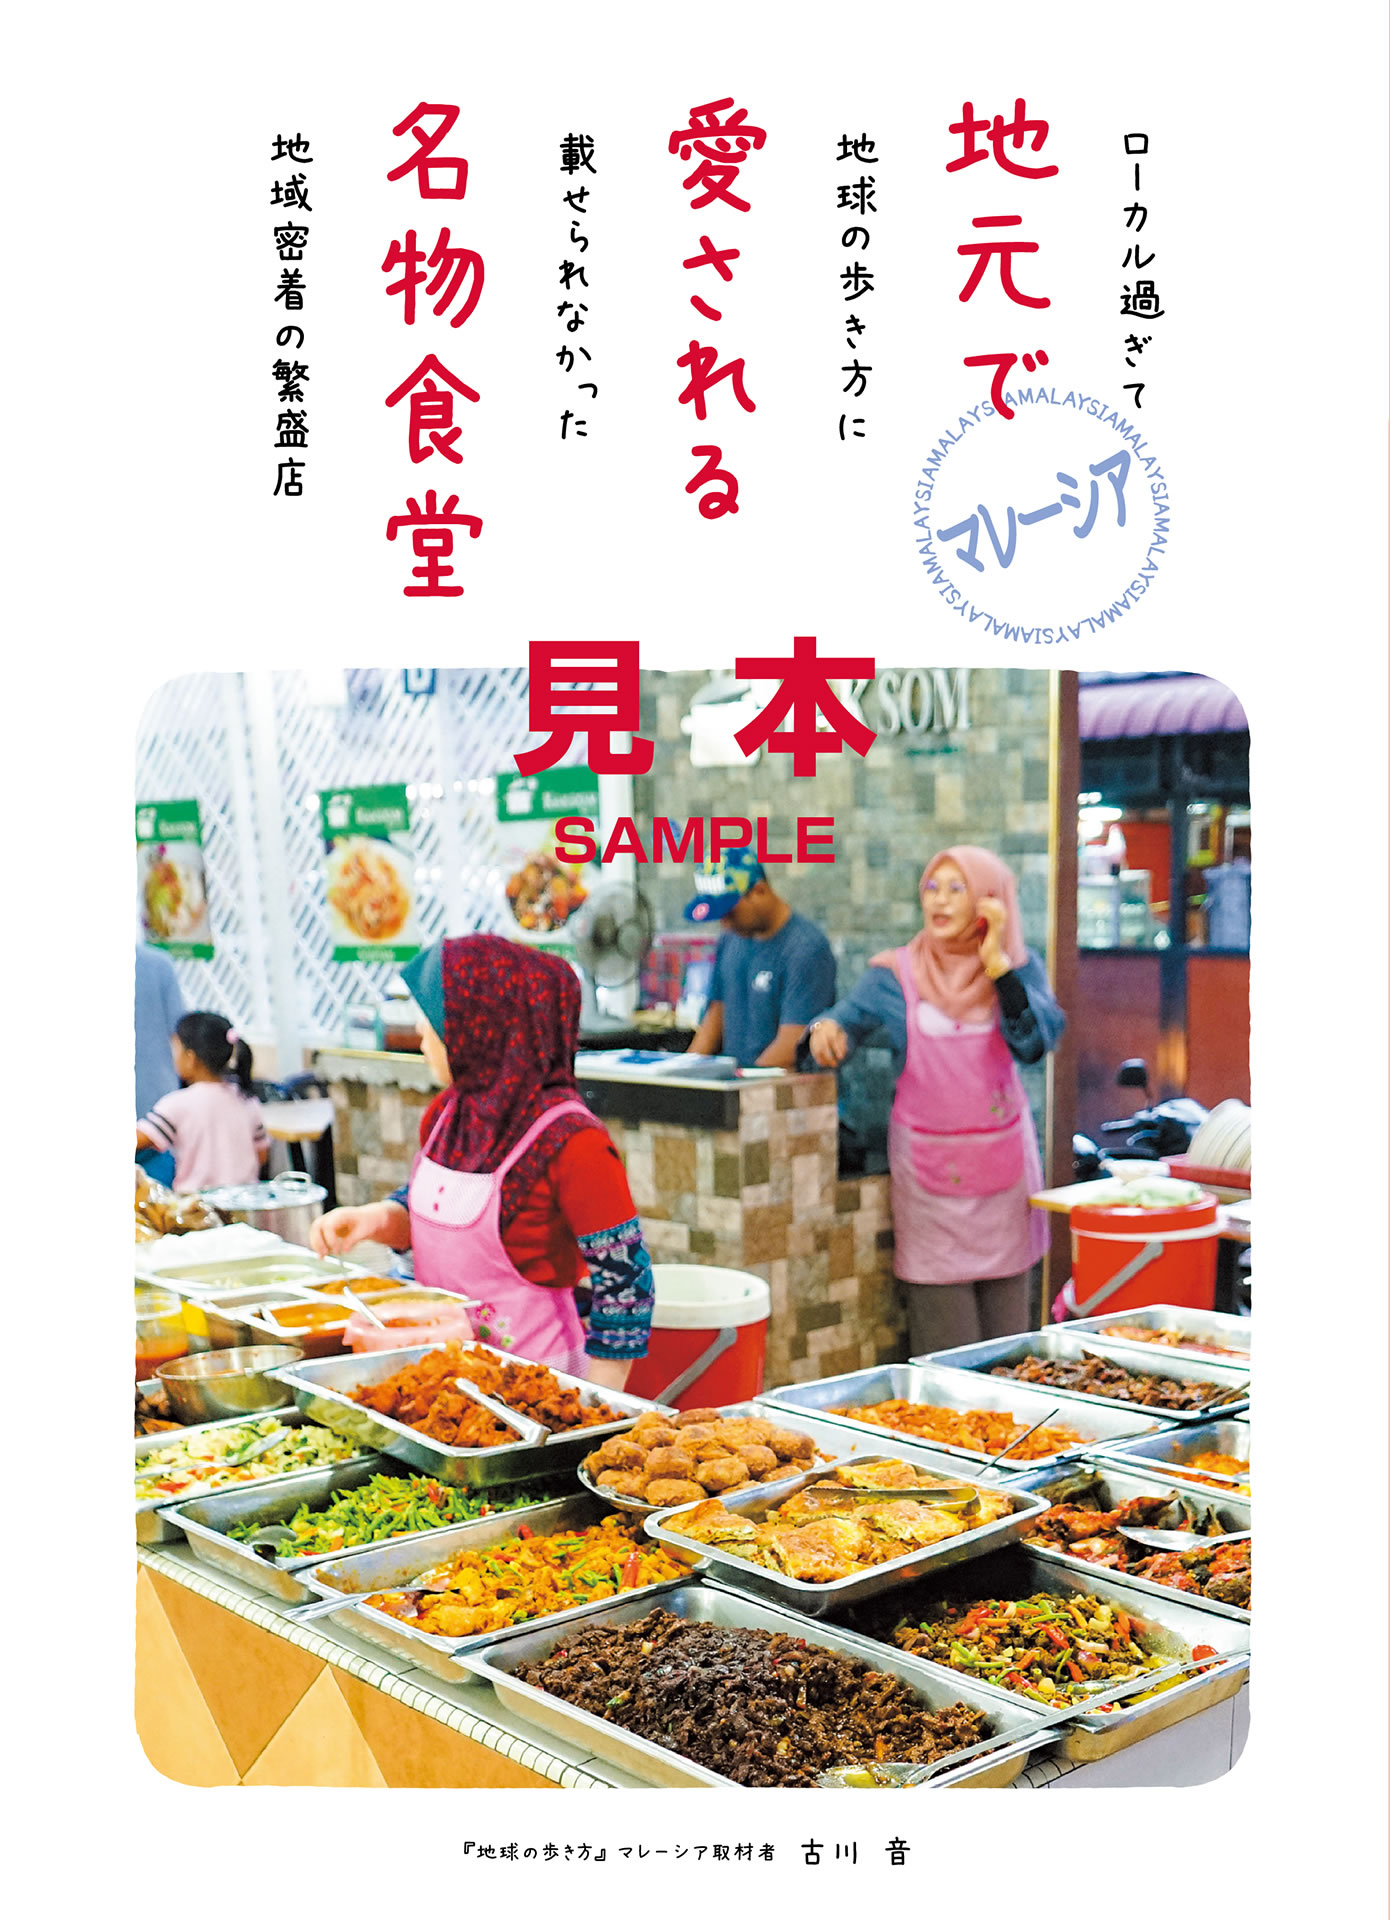 ローカル過ぎて
地元で
地球の歩き方に
愛される
載せられなかった
名物食堂
地域密着の繁盛店
MALAYSIAMALAYSIAMALAYSIAMALAYSIAMALAYSIAMALAYSIAMALAYSIA
マレーシア
見本
SAMPLE
K SOM
『地球の歩き方』マレーシア取材者 古川 音